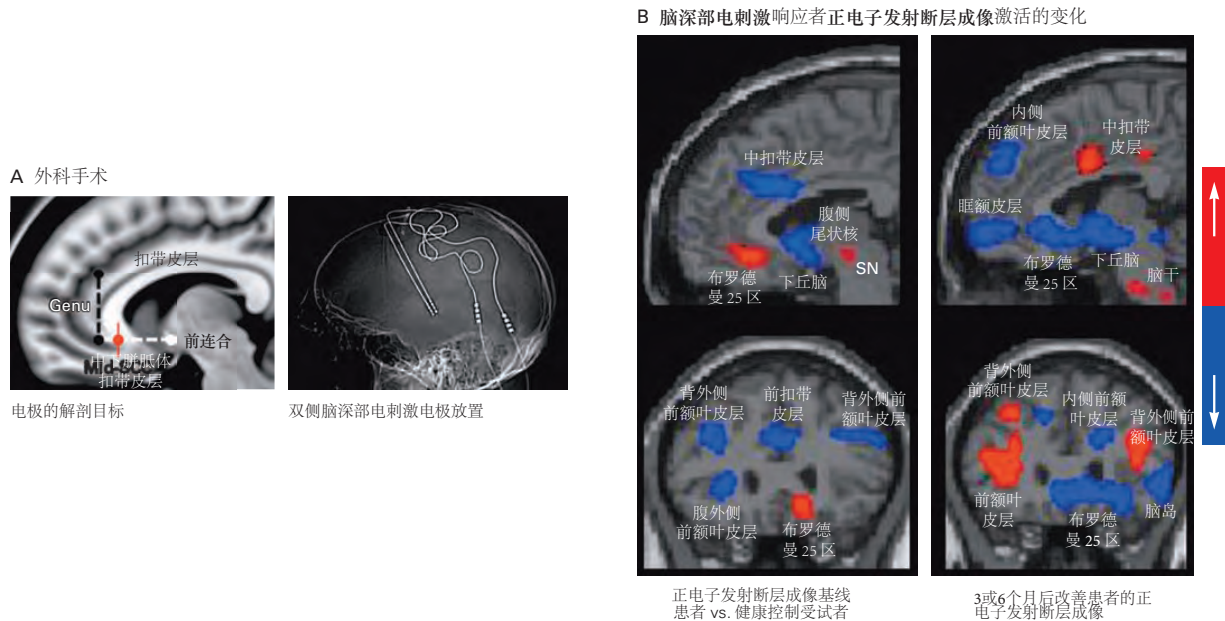 A 外科手术
扣带皮层
Genu
前连合
扣带皮层
电极的解剖目标
双侧脑深部电刺激电极放置
B 脑深部电刺激响应者正电子发射断层成像激活的变化
中扣带皮层
腹侧
尾状核
SN
布罗德
曼 25 区
下丘脑
内侧
前额叶皮层
中扣带
皮层
眶额皮层
布罗德
曼 25 区
下丘脑
脑干
背外侧
前额叶皮层
前扣带
皮层
背外侧前
额叶皮层
腹外侧
前额叶皮层
布罗德
曼 25 区
背外侧
前额叶皮层
内侧前额
叶皮层
背外侧前
额叶皮层
前额叶
皮层
布罗德
曼 25 区
脑岛
正电子发射断层成像基线
患者 vs. 健康控制受试者
3或6个月后改善患者的正
电子发射断层成像